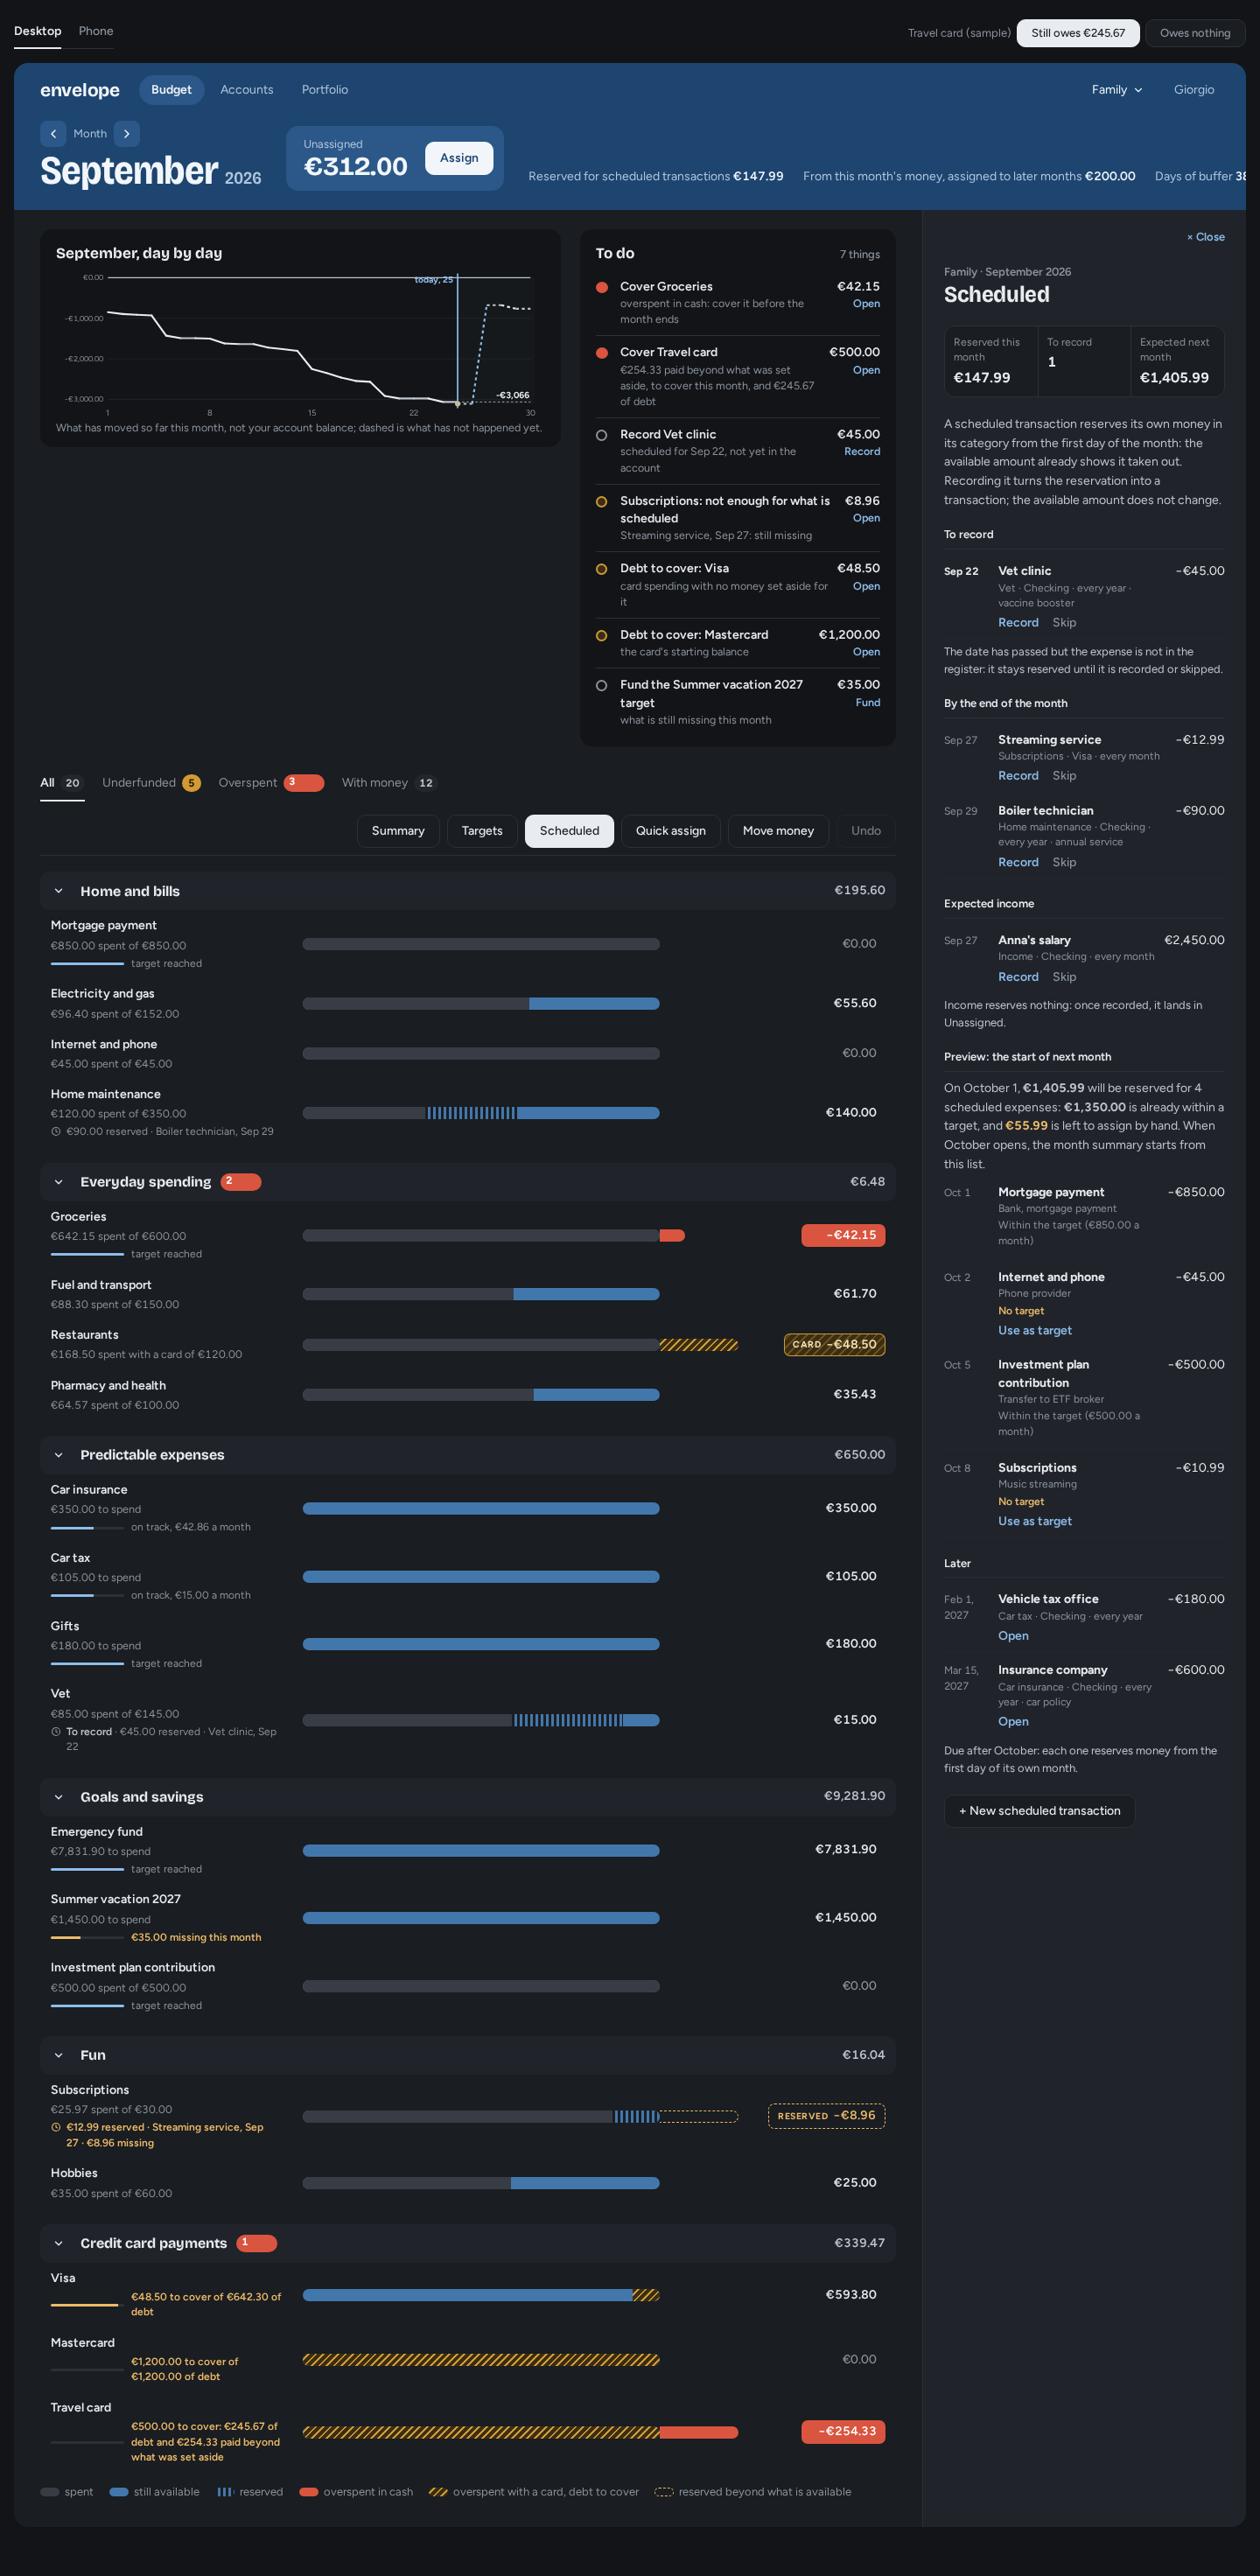 Desktop Phone
Travel card (sample) Still owes €245.67 Owes nothing
envelope Budget Accounts Portfolio
Family Giorgio
Month
September 2026
Unassigned
€312.00
Assign
Reserved for scheduled transactions €147.99 From this month's money, assigned to later months €200.00 Days of buffer 38
September, day by day
€0.00
-€1,000.00
-€2,000.00
-€3,000.00
today, 25
-€3,066
1 8 15 22 30
What has moved so far this month, not your account balance; dashed is what has not happened yet.
To do 7 things
Cover Groceries €42.15
overspent in cash: cover it before the Open
month ends
Cover Travel card €500.00
€254.33 paid beyond what was set Open
aside, to cover this month, and €245.67
of debt
Record Vet clinic €45.00
scheduled for Sep 22, not yet in the Record
account
Subscriptions: not enough for what is €8.96
scheduled Open
Streaming service, Sep 27: still missing
Debt to cover: Visa €48.50
card spending with no money set aside for Open
it
Debt to cover: Mastercard €1,200.00
the card's starting balance Open
Fund the Summer vacation 2027 €35.00
target Fund
what is still missing this month
All 20 Underfunded 5 Overspent 3 With money 12
Summary Targets Scheduled Quick assign Move money Undo
Home and bills €195.60
Mortgage payment
€850.00 spent of €850.00 €0.00
target reached
Electricity and gas
€96.40 spent of €152.00 €55.60
Internet and phone
€45.00 spent of €45.00 €0.00
Home maintenance
€120.00 spent of €350.00 €140.00
€90.00 reserved · Boiler technician, Sep 29
Everyday spending 2 €6.48
Groceries
€642.15 spent of €600.00 -€42.15
target reached
Fuel and transport
€88.30 spent of €150.00 €61.70
Restaurants
€168.50 spent with a card of €120.00 CARD -€48.50
Pharmacy and health
€64.57 spent of €100.00 €35.43
Predictable expenses €650.00
Car insurance
€350.00 to spend €350.00
on track, €42.86 a month
Car tax
€105.00 to spend €105.00
on track, €15.00 a month
Gifts
€180.00 to spend €180.00
target reached
Vet
€85.00 spent of €145.00 €15.00
To record · €45.00 reserved · Vet clinic, Sep
22
Goals and savings €9,281.90
Emergency fund
€7,831.90 to spend €7,831.90
target reached
Summer vacation 2027
€1,450.00 to spend €1,450.00
€35.00 missing this month
Investment plan contribution
€500.00 spent of €500.00 €0.00
target reached
Fun €16.04
Subscriptions
€25.97 spent of €30.00 RESERVED -€8.96
€12.99 reserved · Streaming service, Sep
27 · €8.96 missing
Hobbies
€35.00 spent of €60.00 €25.00
Credit card payments 1 €339.47
Visa
€48.50 to cover of €642.30 of €593.80
debt
Mastercard
€1,200.00 to cover of €0.00
€1,200.00 of debt
Travel card
€500.00 to cover: €245.67 of
debt and €254.33 paid beyond -€254.33
what was set aside
spent still available reserved overspent in cash overspent with a card, debt to cover reserved beyond what is available
× Close
Family · September 2026
Scheduled
Reserved this
month
€147.99
To record
1
Expected next
month
€1,405.99
A scheduled transaction reserves its own money in
its category from the first day of the month: the
available amount already shows it taken out.
Recording it turns the reservation into a
transaction; the available amount does not change.
To record
Sep 22 Vet clinic -€45.00
Vet · Checking · every year ·
vaccine booster
Record Skip
The date has passed but the expense is not in the
register: it stays reserved until it is recorded or skipped.
By the end of the month
Sep 27 Streaming service -€12.99
Subscriptions · Visa · every month
Record Skip
Sep 29 Boiler technician -€90.00
Home maintenance · Checking ·
every year · annual service
Record Skip
Expected income
Sep 27 Anna's salary €2,450.00
Income · Checking · every month
Record Skip
Income reserves nothing: once recorded, it lands in
Unassigned.
Preview: the start of next month
On October 1, €1,405.99 will be reserved for 4
scheduled expenses: €1,350.00 is already within a
target, and €55.99 is left to assign by hand. When
October opens, the month summary starts from
this list.
Oct 1 Mortgage payment -€850.00
Bank, mortgage payment
Within the target (€850.00 a
month)
Oct 2 Internet and phone -€45.00
Phone provider
No target
Use as target
Oct 5 Investment plan -€500.00
contribution
Transfer to ETF broker
Within the target (€500.00 a
month)
Oct 8 Subscriptions -€10.99
Music streaming
No target
Use as target
Later
Feb 1, Vehicle tax office -€180.00
2027 Car tax · Checking · every year
Open
Mar 15, Insurance company -€600.00
2027 Car insurance · Checking · every
year · car policy
Open
Due after October: each one reserves money from the
first day of its own month.
+ New scheduled transaction